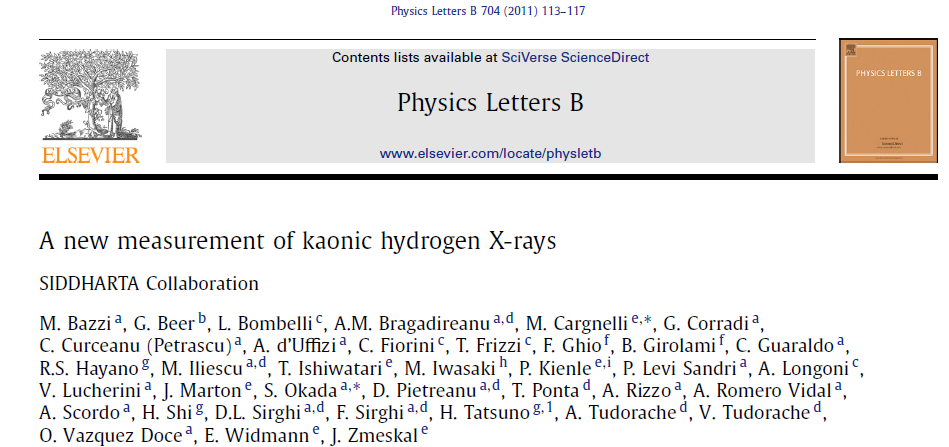 Physics Letters B 704 (2011) 113–117
Contents lists available at SciVerse ScienceDirect
Physics Letters B
www.elsevier.com/locate/physletb
ELSEVIER
PHYSICS LETTERS B
A new measurement of kaonic hydrogen X-rays
SIDDHARTA Collaboration
M. Bazzi a, G. Beer b, L. Bombelli c, A.M. Bragadireanu a,d, M. Cargnelli e,*, G. Corradi a,
C. Curceanu (Petrascu) a, A. d'Uffizi a, C. Fiorini c, T. Frizzi c, F. Ghio f, B. Girolami f, C. Guaraldo a,
R.S. Hayano g, M. Iliescu a,d, T. Ishiwatari e, M. Iwasaki h, P. Kienle e,i, P. Levi Sandri a, A. Longoni c,
V. Lucherini a, J. Marton e, S. Okada a,*, D. Pietreanu a,d, T. Ponta d, A. Rizzo a, A. Romero Vidal a,
A. Scordo a, H. Shi g, D.L. Sirghi a,d, F. Sirghi a,d, H. Tatsuno g,1, A. Tudorache d, V. Tudorache d,
O. Vazquez Doce a, E. Widmann e, J. Zmeskal e